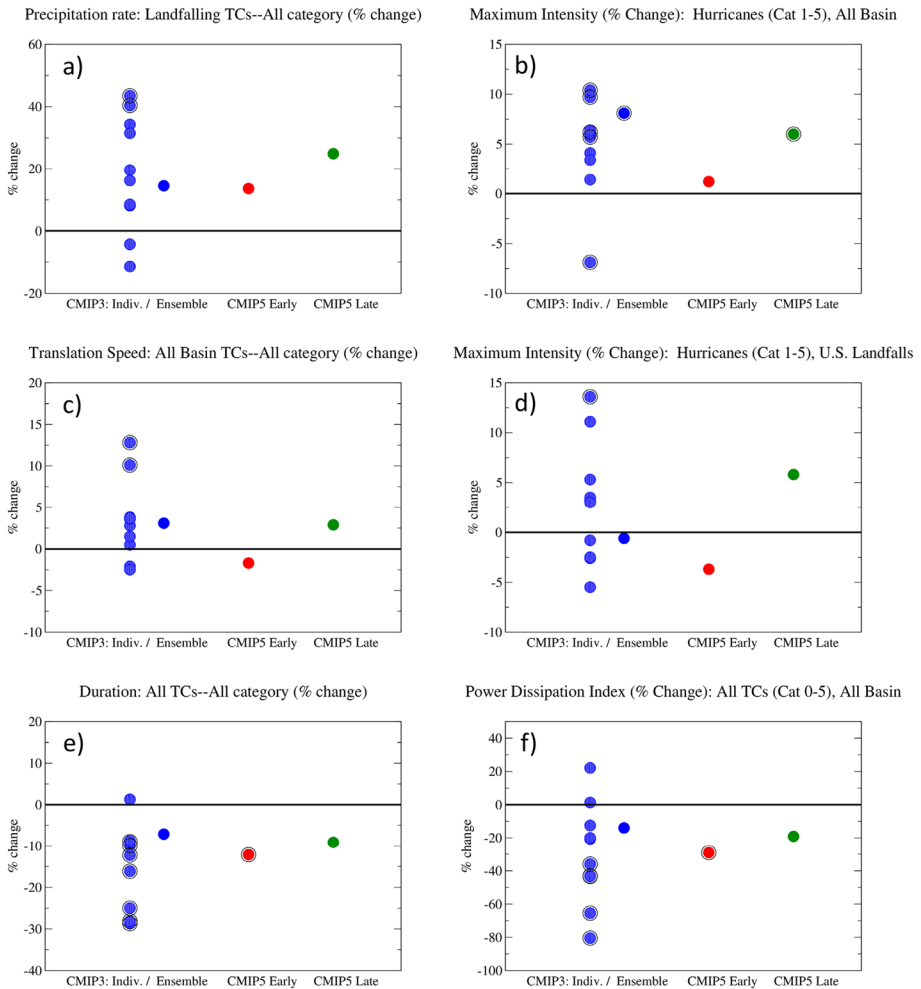 Precipitation rate: Landfalling TCs--All category (% change)
a)
60
40
20
0
-20
% change
CMIP3: Indiv. / Ensemble CMIP5 Early CMIP5 Late
Maximum Intensity (% Change): Hurricanes (Cat 1-5), All Basin
b)
15
10
5
0
-5
-10
% change
CMIP3: Indiv. / Ensemble CMIP5 Early CMIP5 Late
Translation Speed: All Basin TCs--All category (% change)
c)
20
15
10
5
0
-5
-10
% change
CMIP3: Indiv. / Ensemble CMIP5 Early CMIP5 Late
Maximum Intensity (% Change): Hurricanes (Cat 1-5), U.S. Landfalls
d)
15
10
5
0
-5
-10
% change
CMIP3: Indiv. / Ensemble CMIP5 Early CMIP5 Late
Duration: All TCs--All category (% change)
e)
20
10
0
-10
-20
-30
-40
% change
CMIP3: Indiv. / Ensemble CMIP5 Early CMIP5 Late
Power Dissipation Index (% Change): All TCs (Cat 0-5), All Basin
f)
40
20
0
-20
-40
-60
-80
-100
% change
CMIP3: Indiv. / Ensemble CMIP5 Early CMIP5 Late